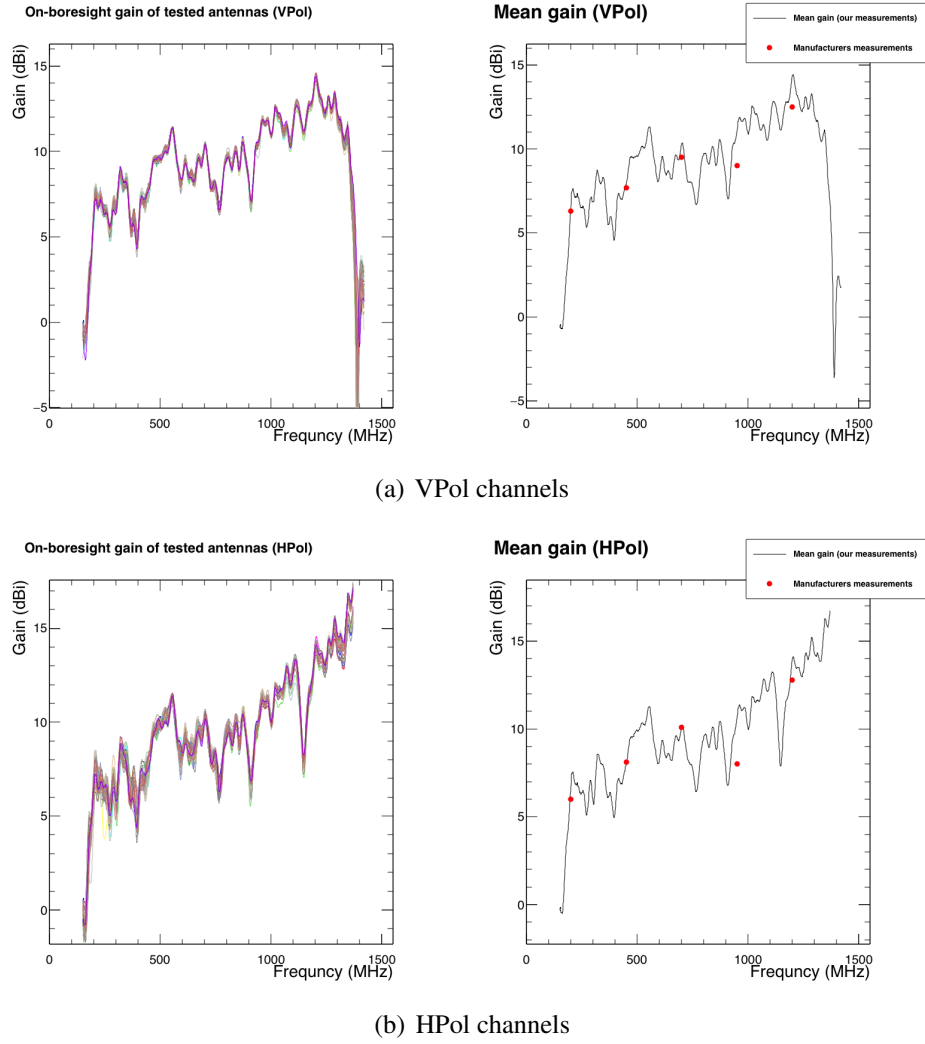 On-boresight gain of tested antennas (VPol)
Gain (dBi)
15
10
5
0
−5
0 500 1000 1500
Frequncy (MHz)
Mean gain (VPol)
Mean gain (our measurements)
Manufacturers measurements
Gain (dBi)
15
10
5
0
−5
0 500 1000 1500
Frequncy (MHz)
(a) VPol channels
On-boresight gain of tested antennas (HPol)
Gain (dBi)
15
10
5
0
0 500 1000 1500
Frequncy (MHz)
Mean gain (HPol)
Mean gain (our measurements)
Manufacturers measurements
Gain (dBi)
15
10
5
0
0 500 1000 1500
Frequncy (MHz)
(b) HPol channels